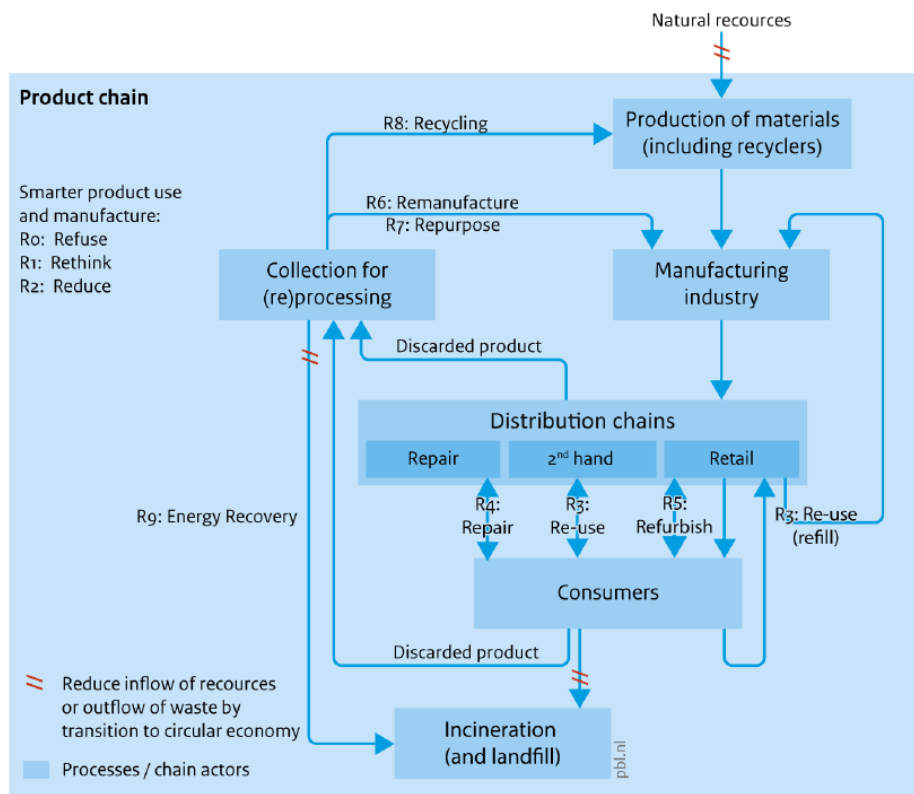 Natural recources
Product chain
R8: Recycling
Production of materials
(including recyclers)
Smarter product use
and manufacture:
R0: Refuse
R1: Rethink
R2: Reduce
R6: Remanufacture
R7: Repurpose
Collection for
(re)processing
Manufacturing
industry
Discarded product
Distribution chains
Repair
2nd hand
Retail
R9: Energy Recovery
R4:
Repair
R3:
Re-use
R5:
Refurbish
R3: Re-use
(refill)
Consumers
Discarded product
Reduce inflow of recources
or outflow of waste by
transition to circular economy
Incineration
(and landfill)
pbl.nl
Processes / chain actors